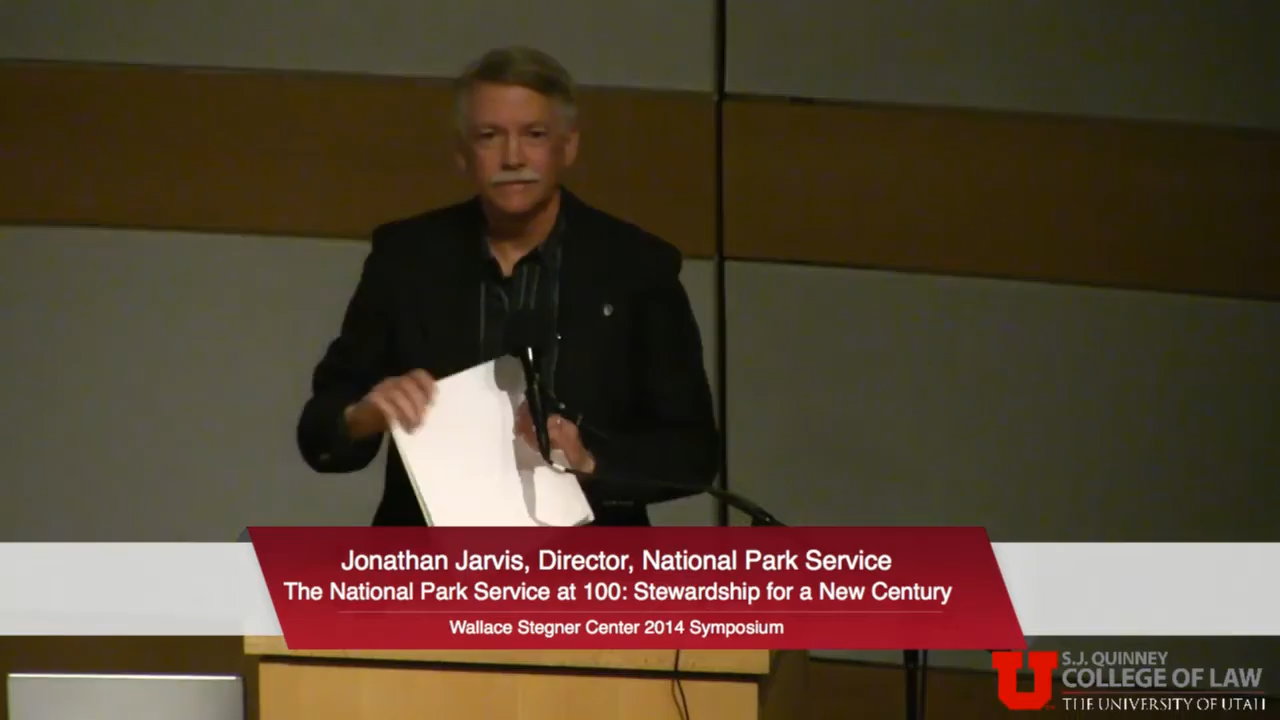 Jonathan Jarvis, Director, National Park Service
The National Park Service at 100: Stewardship for a New Century
Wallace Stegner Center 2014 Symposium
U
S.J. QUINNEY
COLLEGE OF LAW
THE UNIVERSITY OF UTAH